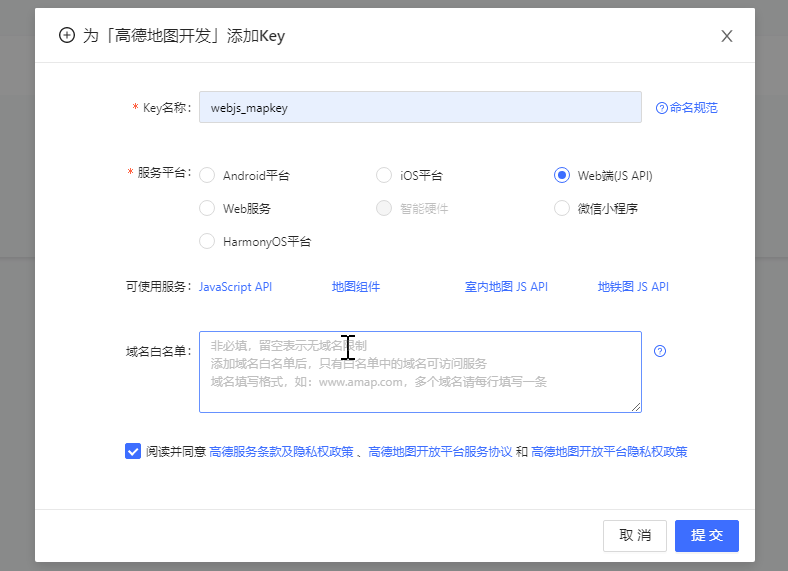 为「高德地图开发」添加Key
* Key名称： webjs_mapkey 命名规范
* 服务平台： Android平台 iOS平台 Web端(JS API)
Web服务 智能硬件 微信小程序
HarmonyOS平台
可使用服务： JavaScript API 地图组件 室内地图 JS API 地铁图 JS API
域名白名单： 非必填，留空表示无域名限制
添加域名白名单后，只有白名单中的域名可访问服务
域名填写格式，如：www.amap.com，多个域名请每行填写一条
阅读并同意 高德服务条款及隐私权政策 、高德地图开放平台服务协议 和 高德地图开放平台隐私权政策
取 消 提 交